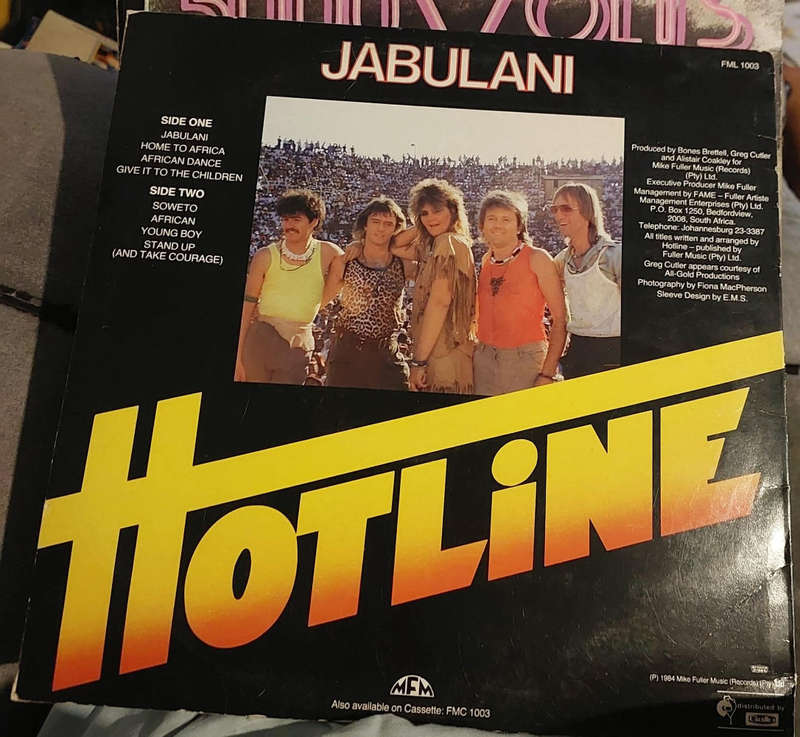 JABULANI
FML 1003
SIDE ONE
JABULANI
HOME TO AFRICA
AFRICAN DANCE
GIVE IT TO THE CHILDREN
SIDE TWO
SOWETO
AFRICAN
YOUNG BOY
STAND UP
(AND TAKE COURAGE)
Produced by Bones Brettell, Greg Cutler
and Alistair Coakley for
Mike Fuller Music (Records)
(Pty) Ltd.
Executive Producer Mike Fuller
Management by FAME – Fuller Artiste
Management Enterprises (Pty) Ltd.
P.O. Box 1250, Bedfordview,
2008, South Africa.
Telephone: Johannesburg 23-3387
All titles written and arranged by
Hotline – published by
Fuller Music (Pty) Ltd.
Greg Cutler appears courtesy of
All-Gold Productions
Photography by Fiona MacPherson
Sleeve Design by E.M.S.
HOTLiNE
MFM
Also available on Cassette: FMC 1003
(P) 1984 Mike Fuller Music (Records) (Pty) Ltd.
distributed by